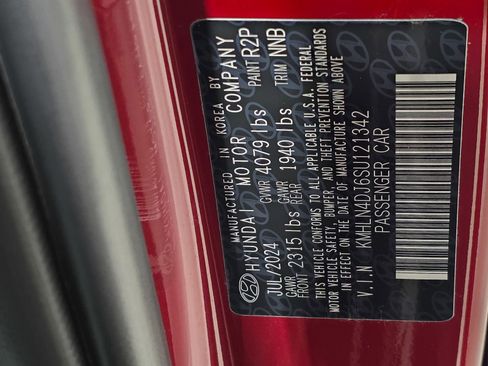 MANUFACTURED IN KOREA BY
HYUNDAI MOTOR COMPANY
JUL/2024 GVWR 4079 lbs PAINT R2P
GAWR FRONT 2315 lbs GAWR REAR 1940 lbs TRIM NNB
THIS VEHICLE CONFORMS TO ALL APPLICABLE U.S.A. FEDERAL
MOTOR VEHICLE SAFETY, BUMPER, AND THEFT PREVENTION STANDARDS
IN EFFECT ON THE DATE OF MANUFACTURE SHOWN ABOVE
V.I.N KMHLN4DJ6SU121342
PASSENGER CAR